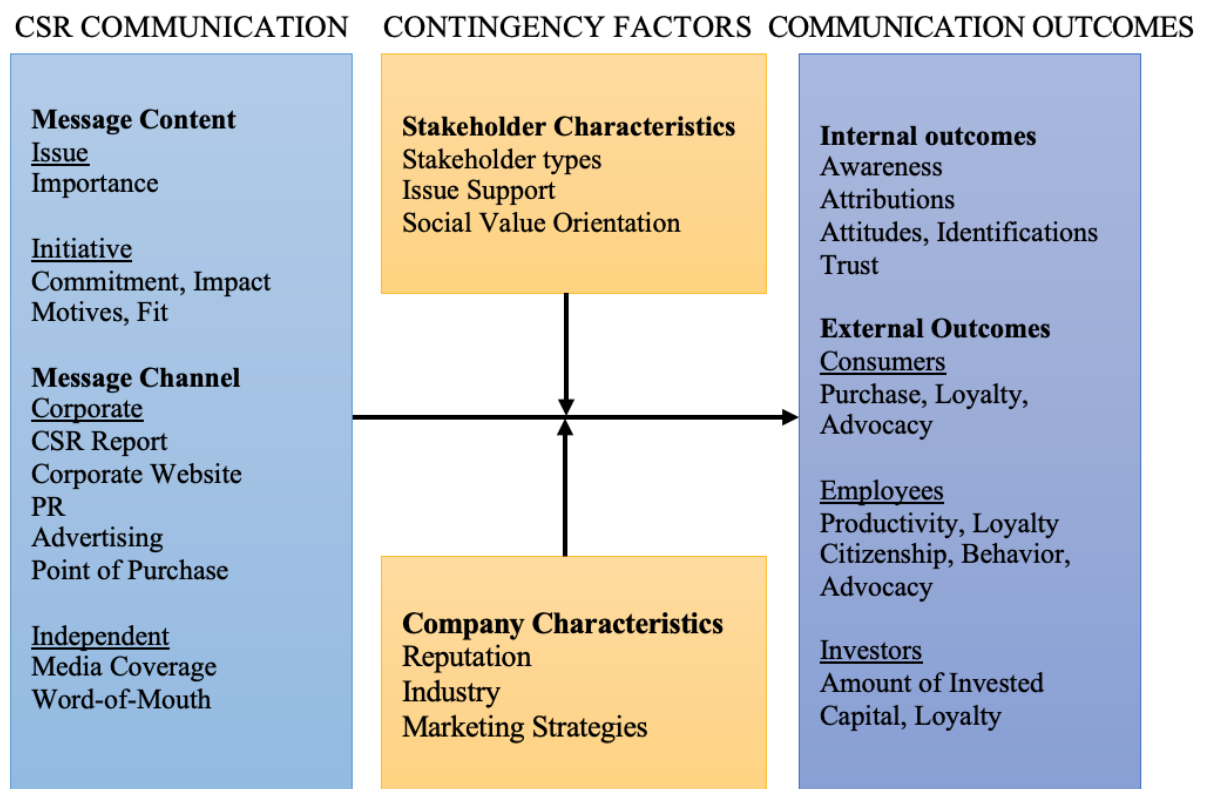 CSR COMMUNICATION
CONTINGENCY FACTORS
COMMUNICATION OUTCOMES
Message Content
Issue
Importance
Initiative
Commitment, Impact
Motives, Fit
Message Channel
Corporate
CSR Report
Corporate Website
PR
Advertising
Point of Purchase
Independent
Media Coverage
Word-of-Mouth
Stakeholder Characteristics
Stakeholder types
Issue Support
Social Value Orientation
Company Characteristics
Reputation
Industry
Marketing Strategies
Internal outcomes
Awareness
Attributions
Attitudes, Identifications
Trust
External Outcomes
Consumers
Purchase, Loyalty,
Advocacy
Employees
Productivity, Loyalty
Citizenship, Behavior,
Advocacy
Investors
Amount of Invested
Capital, Loyalty